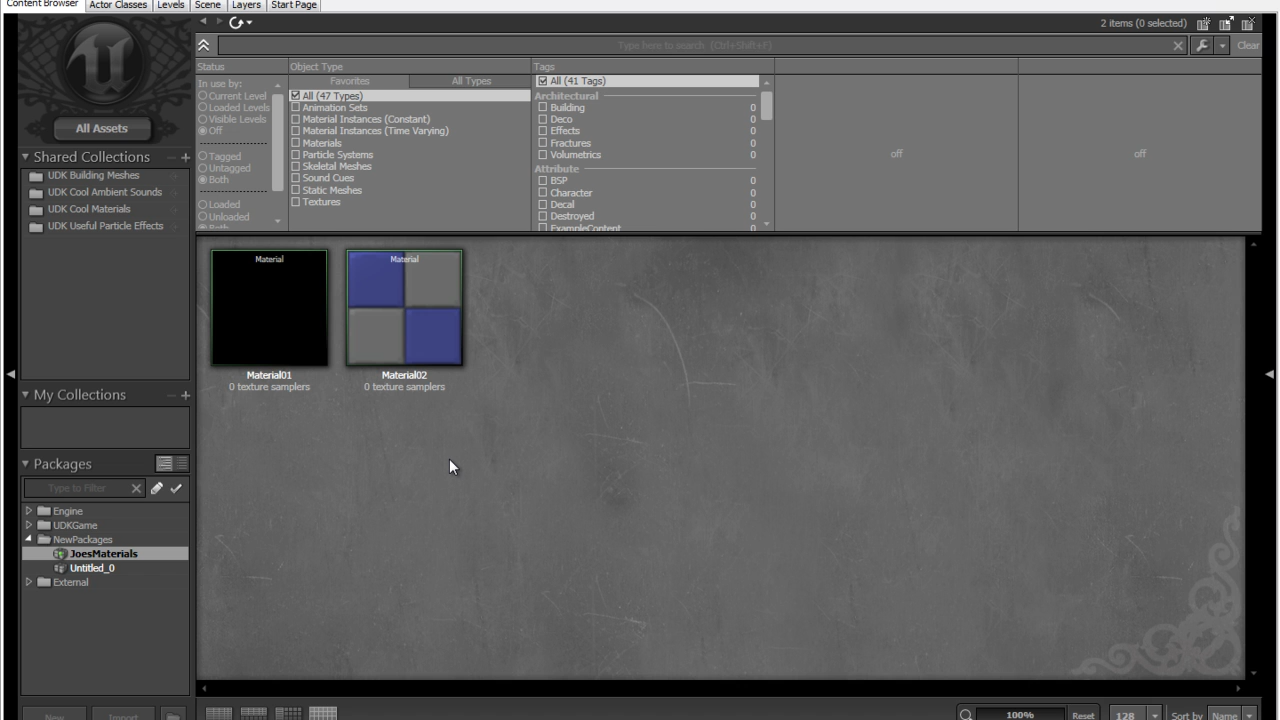 Content Browser Actor Classes Levels Scene Layers Start Page
2 items (0 selected)
Type here to search (Ctrl+Shift+F)
Clear
All Assets
Shared Collections
UDK Building Meshes
UDK Cool Ambient Sounds
UDK Cool Materials
UDK Useful Particle Effects
My Collections
Packages
Type to Filter
Engine
UDKGame
NewPackages
JoesMaterials
Untitled_0
External
New Import
Status
In use by:
Current Level
Loaded Levels
Visible Levels
Off
Tagged
Untagged
Both
Loaded
Unloaded
Both
Object Type
Favorites All Types
All (47 Types)
Animation Sets
Material Instances (Constant)
Material Instances (Time Varying)
Materials
Particle Systems
Skeletal Meshes
Sound Cues
Static Meshes
Textures
Tags
All (41 Tags)
Architectural
Building 0
Deco 0
Effects 0
Fractures 0
Volumetrics 0
Attribute
BSP 0
Character 0
Decal 0
Destroyed 0
ExampleContent 0
off
off
Material Material
Material01 Material02
0 texture samplers 0 texture samplers
100% Reset 128 Sort by Name